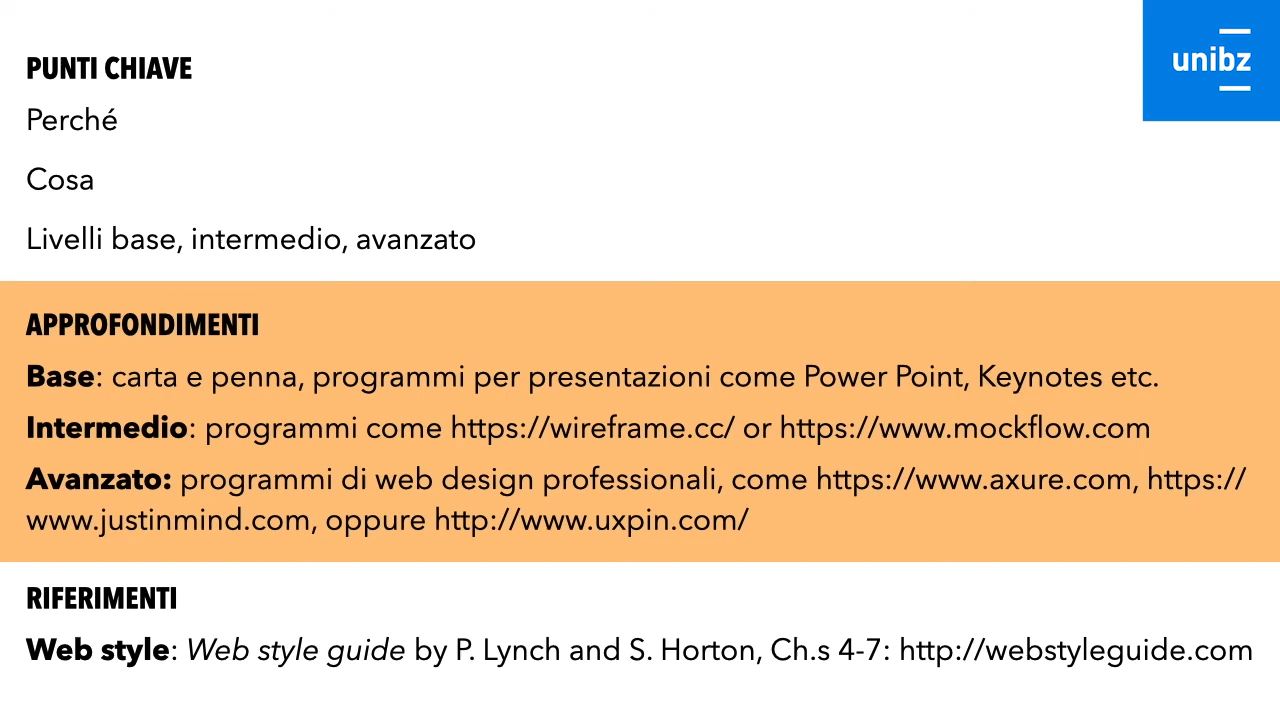 unibz
PUNTI CHIAVE
Perché
Cosa
Livelli base, intermedio, avanzato
APPROFONDIMENTI
Base: carta e penna, programmi per presentazioni come Power Point, Keynotes etc.
Intermedio: programmi come https://wireframe.cc/ or https://www.mockflow.com
Avanzato: programmi di web design professionali, come https://www.axure.com, https://
www.justinmind.com, oppure http://www.uxpin.com/
RIFERIMENTI
Web style: Web style guide by P. Lynch and S. Horton, Ch.s 4-7: http://webstyleguide.com